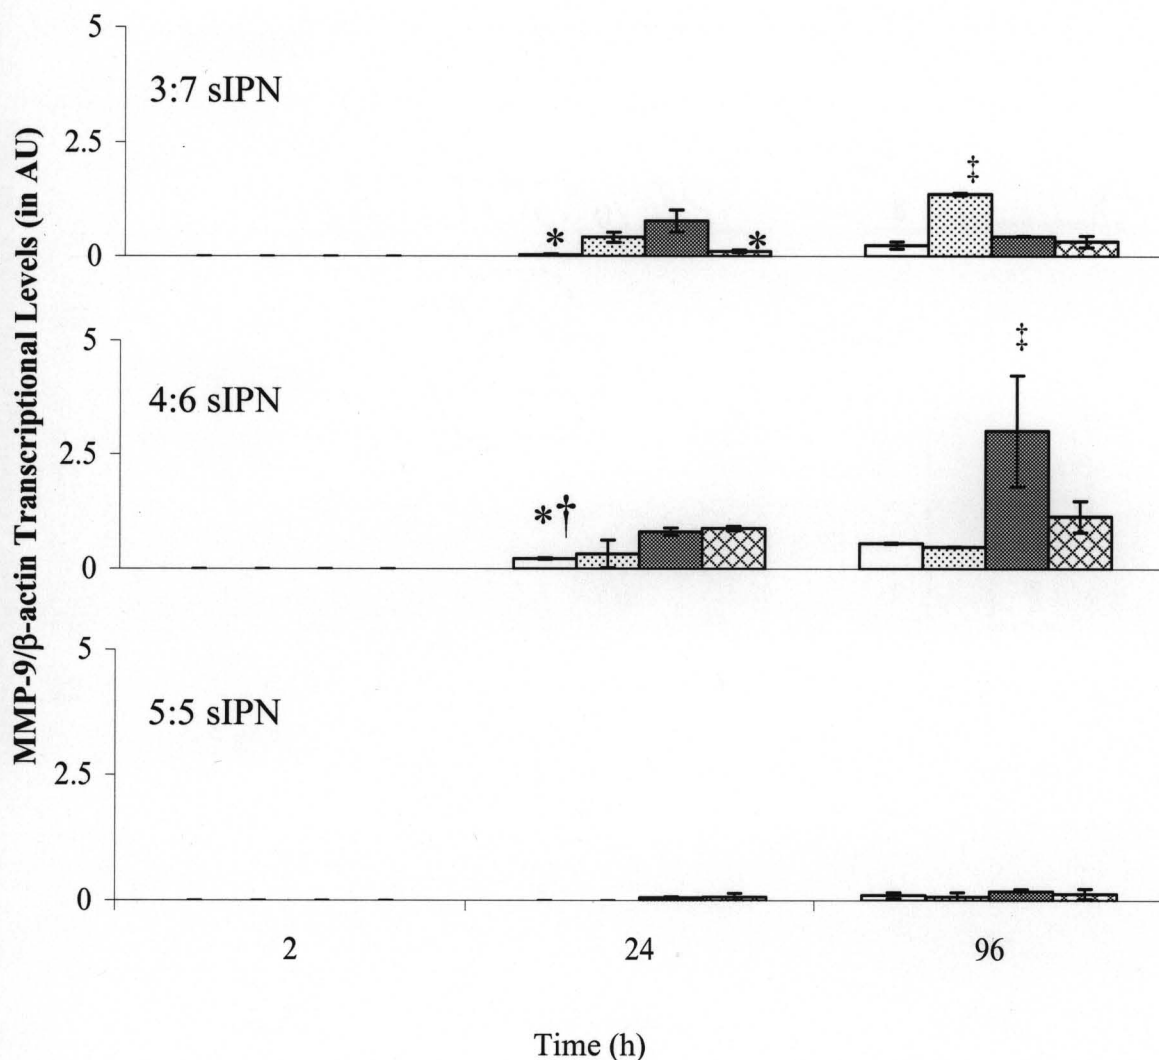 MMP-9/β-actin Transcriptional Levels (in AU)
5
3:7 sIPN
2.5
‡
*
*
0
5
‡
4:6 sIPN
2.5
*†
0
5
5:5 sIPN
2.5
0
2 24 96
Time (h)